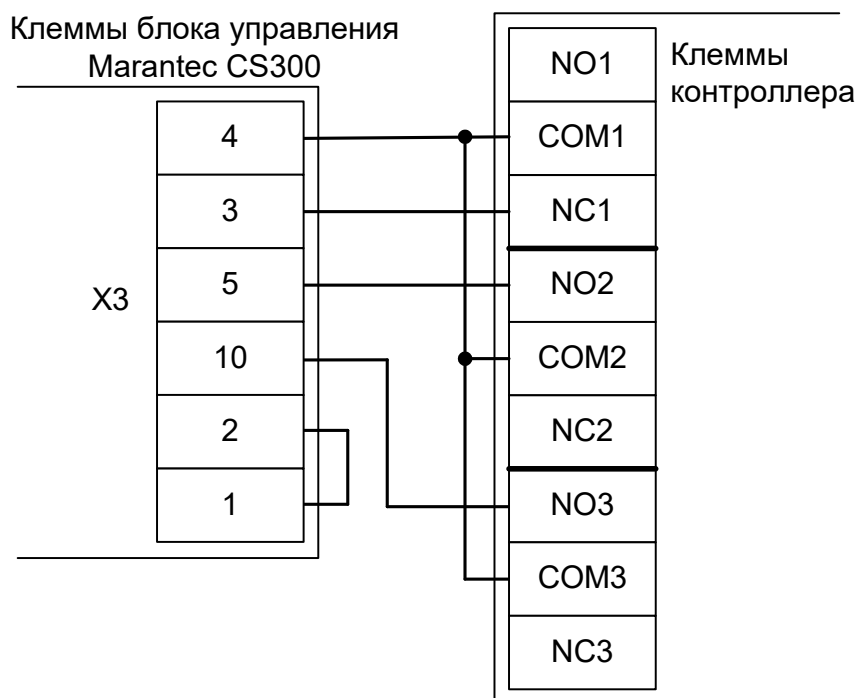 Клеммы блока управления
Marantec CS300
Клеммы
контроллера
X3
4
3
5
10
2
1
NO1
COM1
NC1
NO2
COM2
NC2
NO3
COM3
NC3